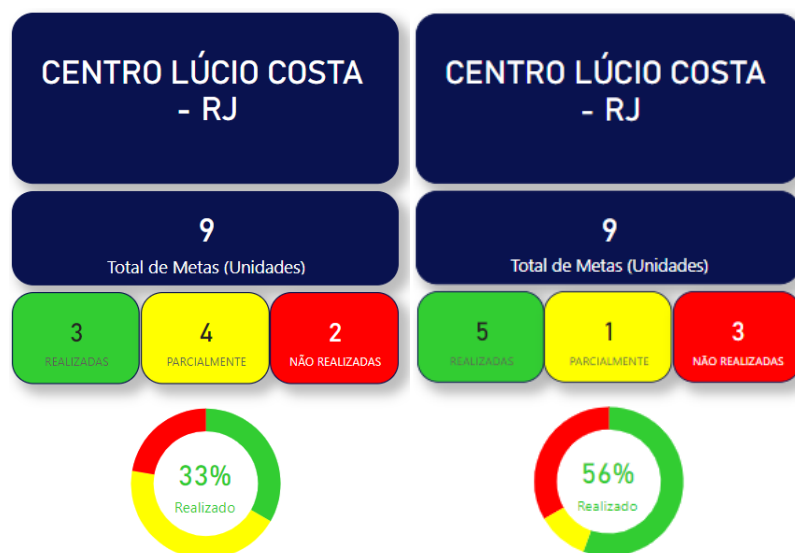 CENTRO LÚCIO COSTA
- RJ
9
Total de Metas (Unidades)
3
REALIZADAS
4
PARCIALMENTE
2
NÃO REALIZADAS
33%
Realizado
CENTRO LÚCIO COSTA
- RJ
9
Total de Metas (Unidades)
5
REALIZADAS
1
PARCIALMENTE
3
NÃO REALIZADAS
56%
Realizado